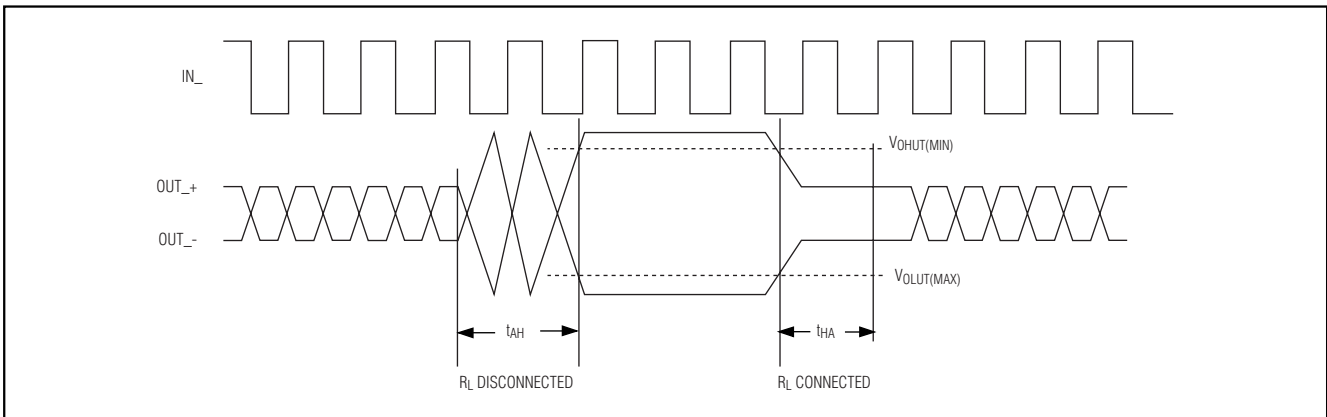 IN_
VOHUT(MIN)
OUT_+
OUT_-
VOLUT(MAX)
tAH
tHA
RL DISCONNECTED
RL CONNECTED